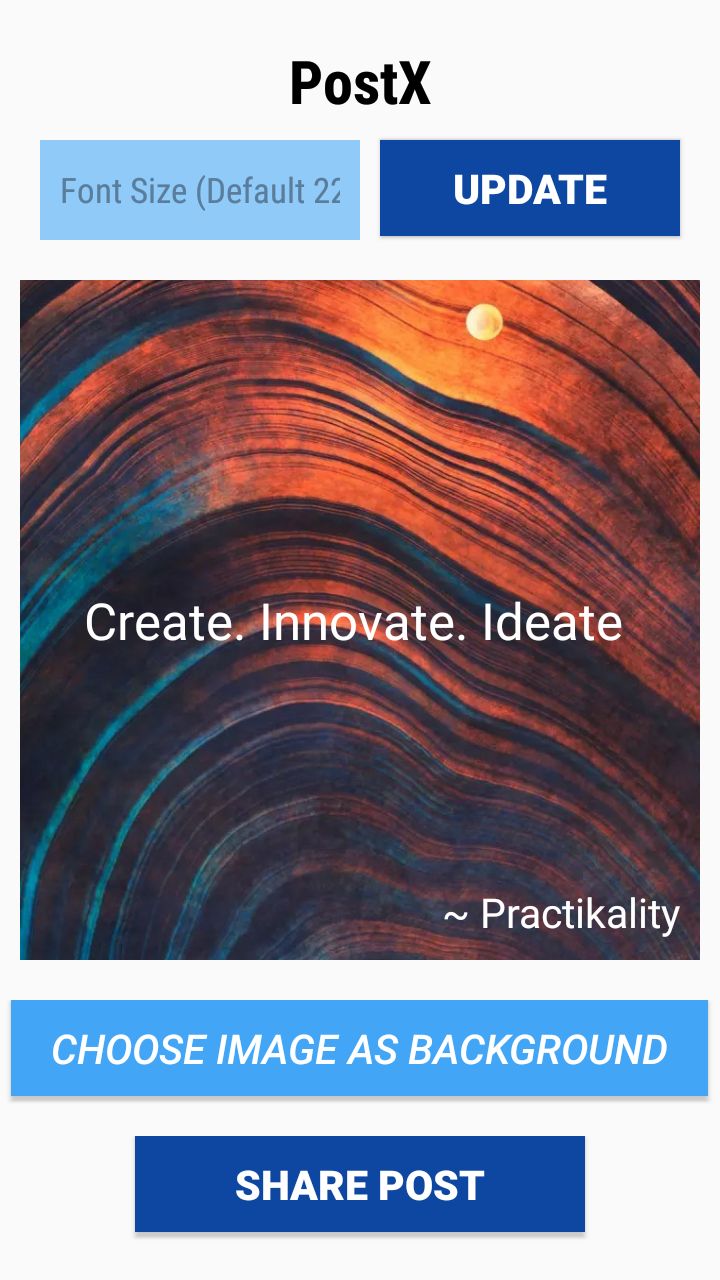 PostX
Font Size (Default 22
UPDATE
Create. Innovate. Ideate
~ Practikality
CHOOSE IMAGE AS BACKGROUND
SHARE POST